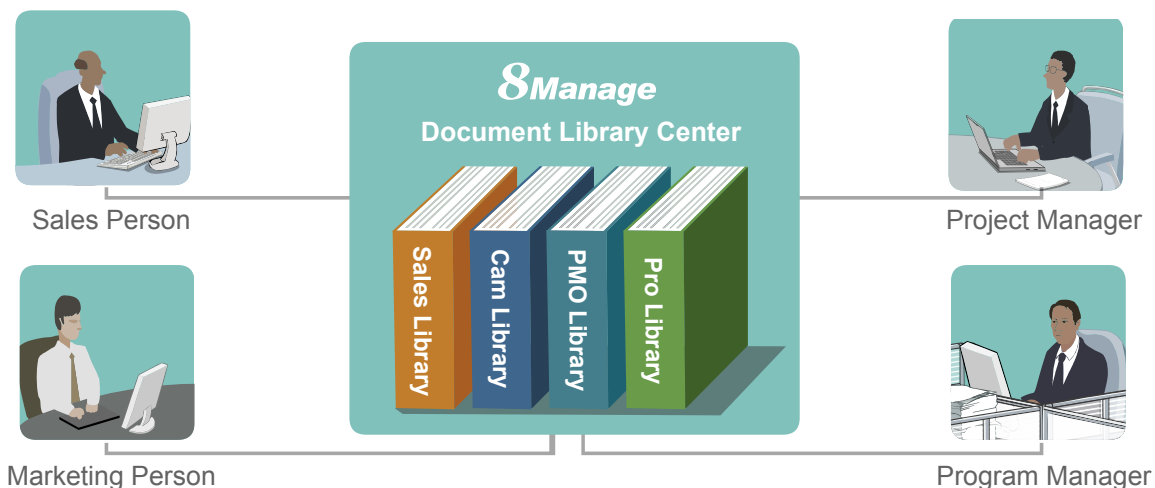 8Manage
Document Library Center
Sales Library
Cam Library
PMO Library
Pro Library
Sales Person
Project Manager
Marketing Person
Program Manager